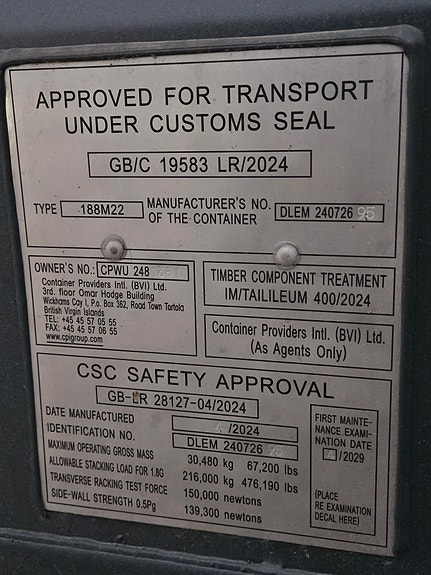 APPROVED FOR TRANSPORT
UNDER CUSTOMS SEAL
GB/C 19583 LR/2024
TYPE 188M22 MANUFACTURER'S NO.
OF THE CONTAINER DLEM 240726
OWNER'S NO.: CPWU 248
Container Providers Intl. (BVI) Ltd.
3rd. floor Omar Hodge Building
Wickhams Cay I, P.o. Box 362, Road Town Tortola
British Virgin Islands
TEL: +45 45 57 05 55
FAX: +45 45 57 06 55
www.cpigroup.com
TIMBER COMPONENT TREATMENT
IM/TAILILEUM 400/2024
Container Providers Intl. (BVI) Ltd.
(As Agents Only)
CSC SAFETY APPROVAL
GB-LR 28127-04/2024
DATE MANUFACTURED 4/2024
IDENTIFICATION NO. DLEM 240726
MAXIMUM OPERATING GROSS MASS 30,480 kg 67,200 lbs
ALLOWABLE STACKING LOAD FOR 1.8G 216,000 kg 476,190 lbs
TRANSVERSE RACKING TEST FORCE 150,000 newtons
SIDE-WALL STRENGTH 0.5Pg 139,300 newtons
FIRST MAINTE-
NANCE EXAMI-
NATION DATE
4/2029
(PLACE
RE EXAMINATION
DECAL HERE)